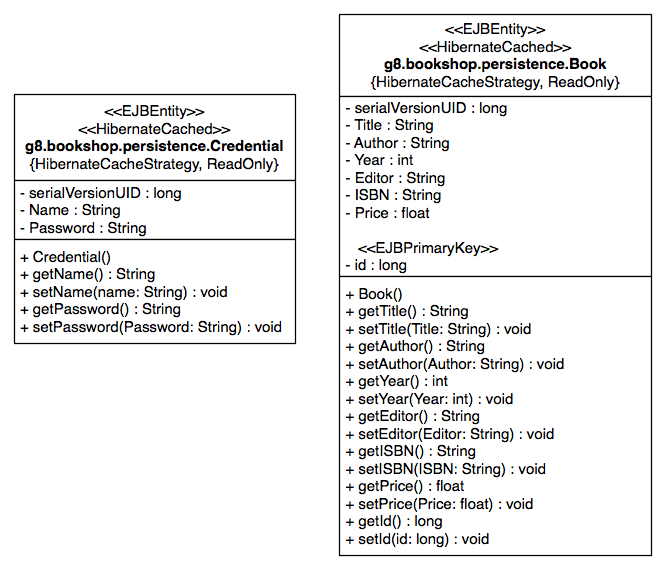 <<EJBEntity>>
<<HibernateCached>>
g8.bookshop.persistence.Credential
{HibernateCacheStrategy, ReadOnly}
- serialVersionUID : long
- Name : String
- Password : String
+ Credential()
+ getName() : String
+ setName(name: String) : void
+ getPassword() : String
+ setPassword(Password: String) : void
<<EJBEntity>>
<<HibernateCached>>
g8.bookshop.persistence.Book
{HibernateCacheStrategy, ReadOnly}
- serialVersionUID : long
- Title : String
- Author : String
- Year : int
- Editor : String
- ISBN : String
- Price : float
<<EJBPrimaryKey>>
- id : long
+ Book()
+ getTitle() : String
+ setTitle(Title: String) : void
+ getAuthor() : String
+ setAuthor(Author: String) : void
+ getYear() : int
+ setYear(Year: int) : void
+ getEditor() : String
+ setEditor(Editor: String) : void
+ getISBN() : String
+ setISBN(ISBN: String) : void
+ getPrice() : float
+ setPrice(Price: float) : void
+ getId() : long
+ setId(id: long) : void